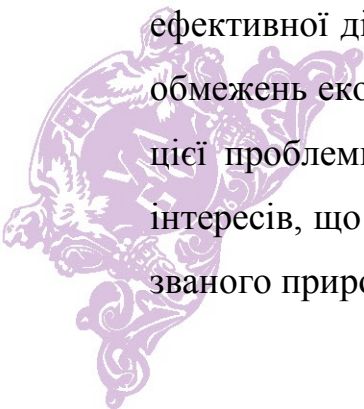 ефективної ді
обмежень еко
цієї проблеми
інтересів, що
званого приро